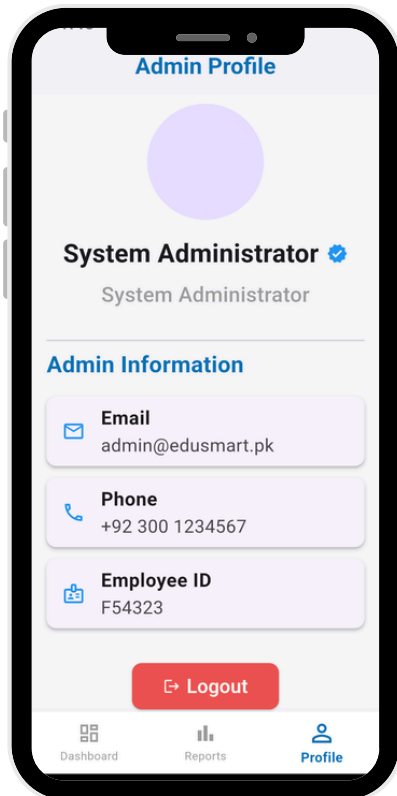 Admin Profile
System Administrator
System Administrator
Admin Information
Email
admin@edusmart.pk
Phone
+92 300 1234567
Employee ID
F54323
Logout
Dashboard Reports Profile